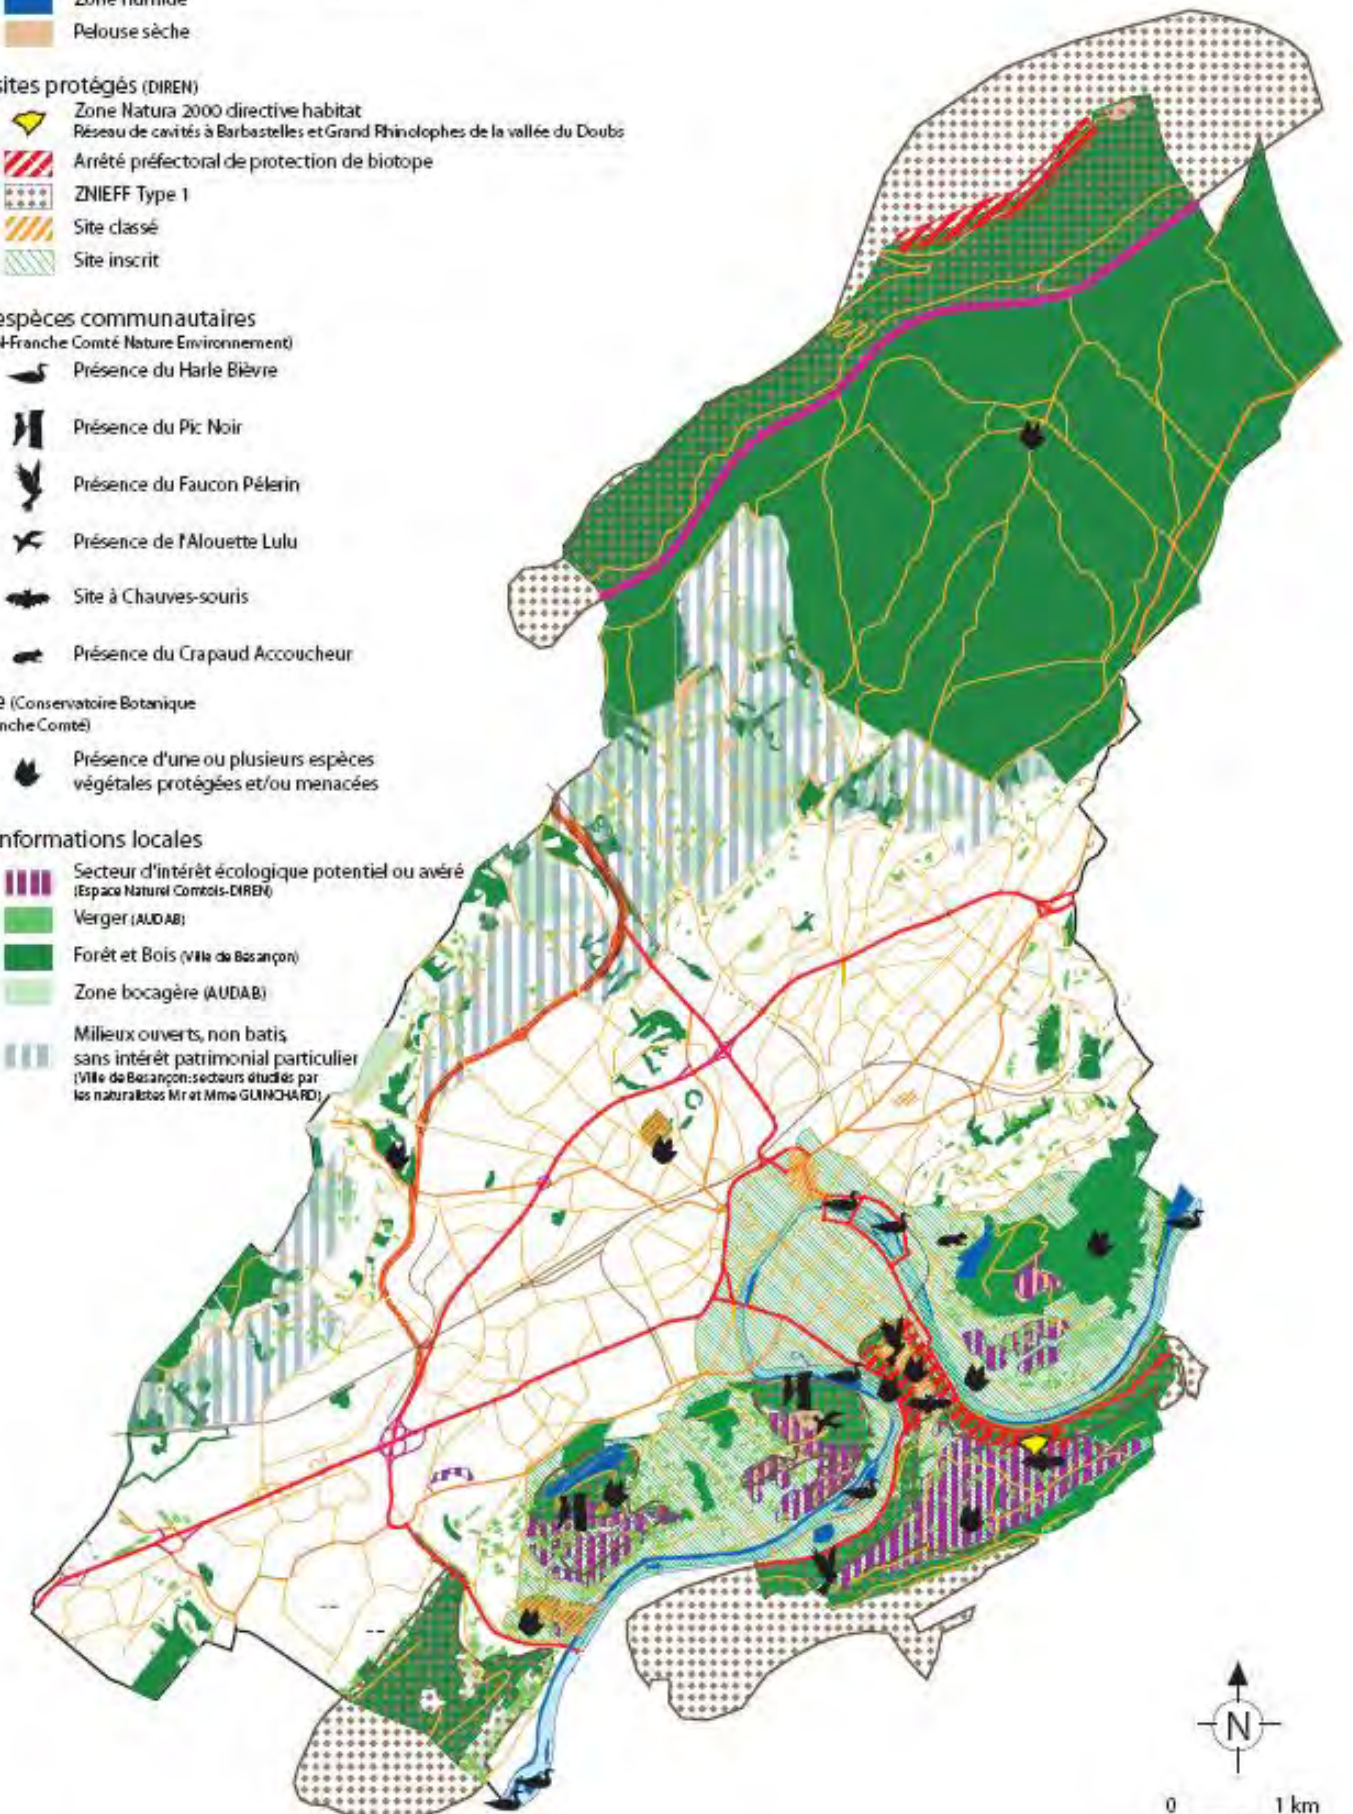 Zone humide
Pelouse sèche
sites protégés (DIREN)
Zone Natura 2000 directive habitat
Réseau de cavités à Barbastelles et Grand Rhinolophes de la vallée du Doubs
Arrêté préfectoral de protection de biotope
ZNIEFF Type 1
Site classé
Site inscrit
espèces communautaires
Franche Comté Nature Environnement)
Présence du Harle Bièvre
Présence du Pic Noir
Présence du Faucon Pélerin
Présence de l'Alouette Lulu
Site à Chauves-souris
Présence du Crapaud Accoucheur
(Conservatoire Botanique
nche Comté)
Présence d'une ou plusieurs espèces
végétales protégées et/ou menacées
nformations locales
Secteur d'intérêt écologique potentiel ou avéré
(Espace Naturel Comtois-DIREN)
Verger (AUDAB)
Forêt et Bois (Ville de Besançon)
Zone bocagère (AUDAB)
Milieux ouverts, non batis,
sans intérêt patrimonial particulier
(Ville de Besançon: secteurs étudiés par
les naturalistes Mr et Mme GUINCHARD)
N
0 1 km